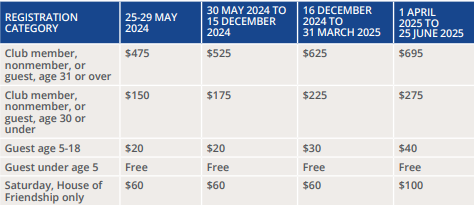 REGISTRATION CATEGORY 25-29 MAY 2024 30 MAY 2024 TO 15 DECEMBER 2024 16 DECEMBER 2024 TO 31 MARCH 2025 1 APRIL 2025 TO 25 JUNE 2025
Club member, nonmember, or guest, age 31 or over $475 $525 $625 $695
Club member, nonmember, or guest, age 30 or under $150 $175 $225 $275
Guest age 5-18 $20 $20 $30 $40
Guest under age 5 Free Free Free Free
Saturday, House of Friendship only $60 $60 $60 $100